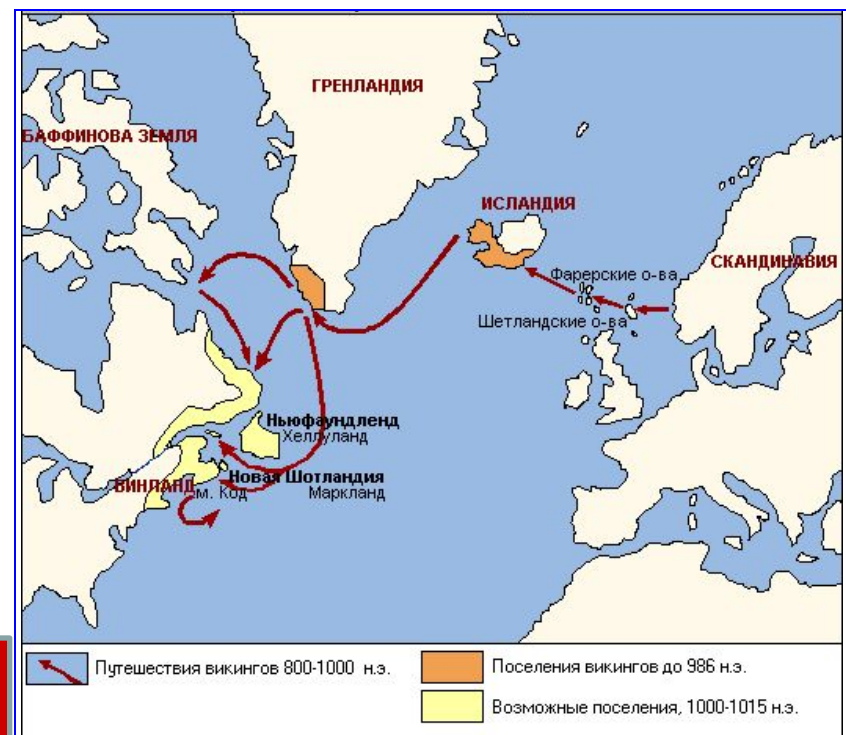 ГРЕНЛАНДИЯ
БАФФИНОВА ЗЕМЛЯ
ИСЛАНДИЯ
СКАНДИНАВИЯ
Фарерские о-ва
Шетландские о-ва
Ньюфаундленд
Хеллуланд
Новая Шотландия
ВИНЛАНД
м. Код
Маркланд
Путешествия викингов 800-1000 н.э.
Поселения викингов до 986 н.э.
Возможные поселения, 1000-1015 н.э.